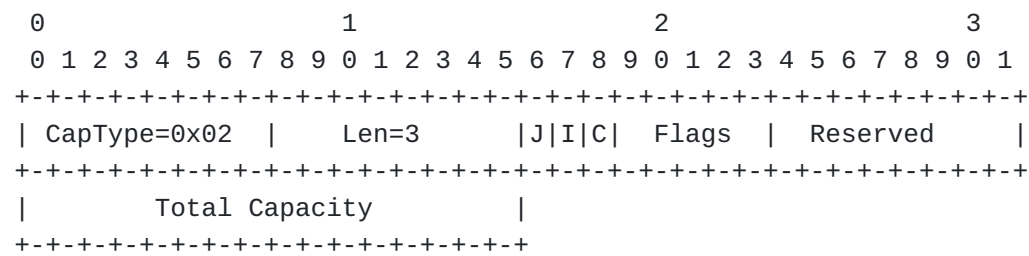 0                   1                   2                   3
 0 1 2 3 4 5 6 7 8 9 0 1 2 3 4 5 6 7 8 9 0 1 2 3 4 5 6 7 8 9 0 1
+-+-+-+-+-+-+-+-+-+-+-+-+-+-+-+-+-+-+-+-+-+-+-+-+-+-+-+-+-+-+-+-+
| CapType=0x02  |    Len=3      |J|I|C|  Flags  |  Reserved     |
+-+-+-+-+-+-+-+-+-+-+-+-+-+-+-+-+-+-+-+-+-+-+-+-+-+-+-+-+-+-+-+-+
|        Total Capacity         |
+-+-+-+-+-+-+-+-+-+-+-+-+-+-+-+-+